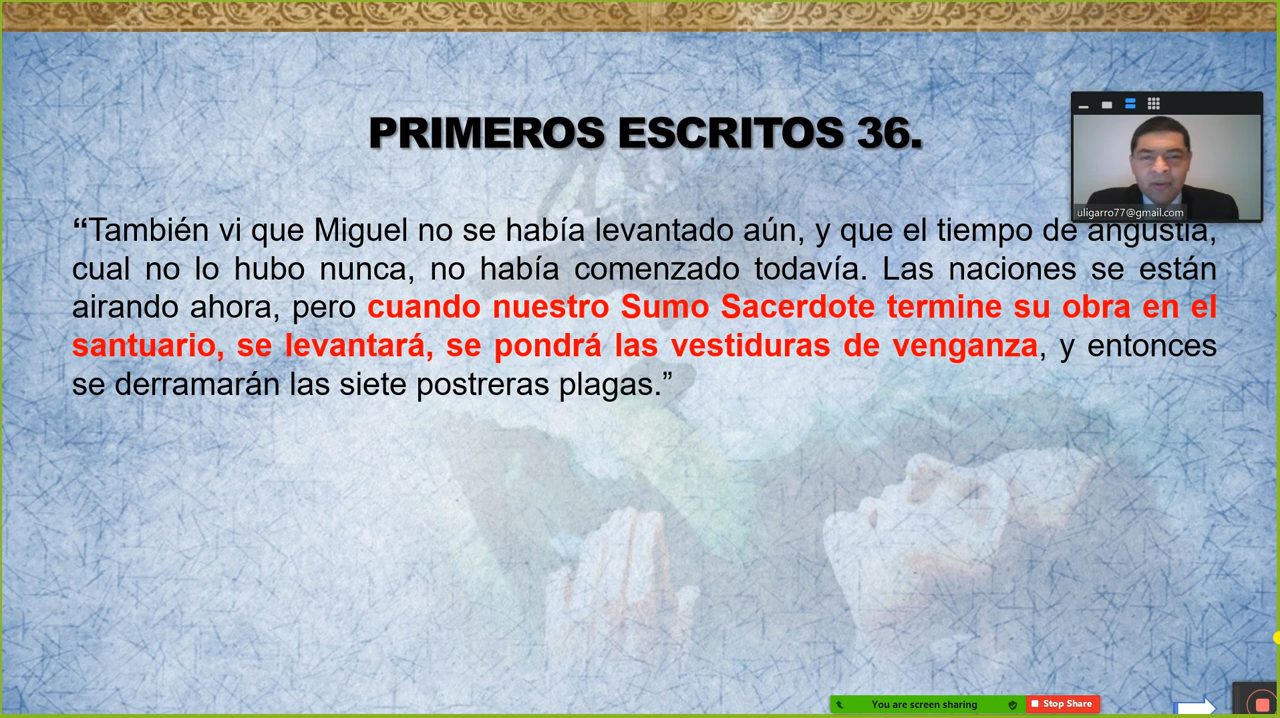 PRIMEROS ESCRITOS 36.
uligarro77@gmail.com
“También vi que Miguel no se había levantado aún, y que el tiempo de angustia,
cual no lo hubo nunca, no había comenzado todavía. Las naciones se están
airando ahora, pero cuando nuestro Sumo Sacerdote termine su obra en el
santuario, se levantará, se pondrá las vestiduras de venganza, y entonces
se derramarán las siete postreras plagas.”
You are screen sharing
Stop Share